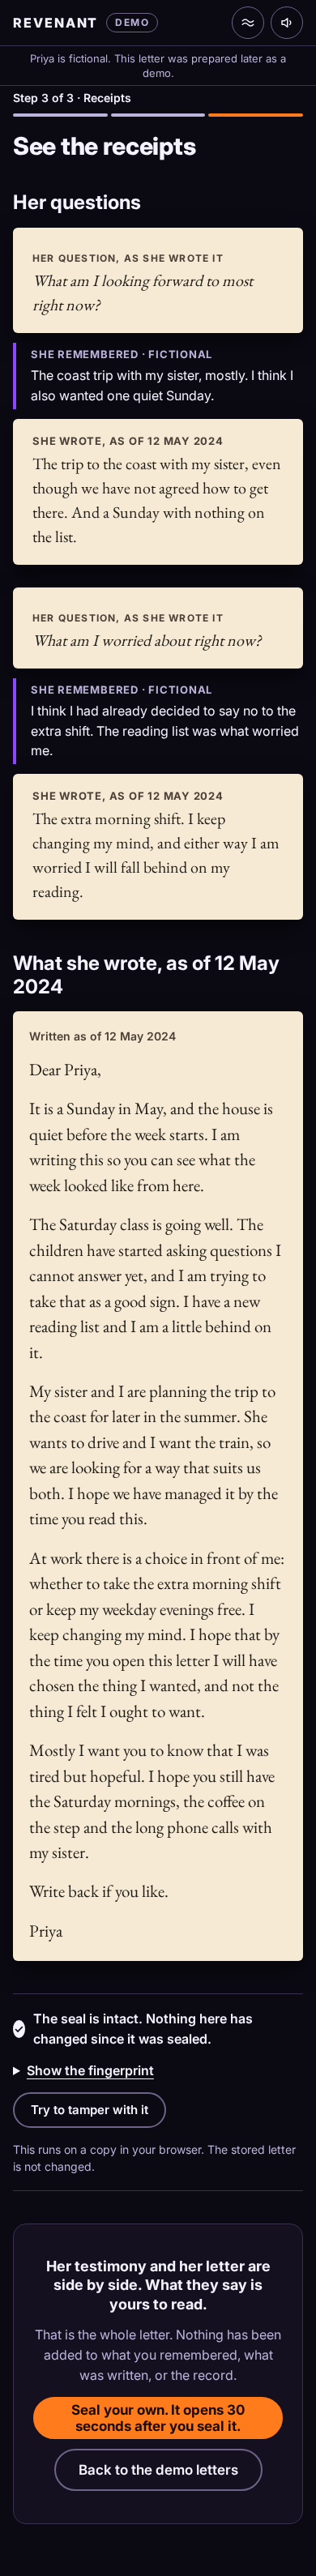 REVENANT DEMO
Priya is fictional. This letter was prepared later as a
demo.
Step 3 of 3 · Receipts
See the receipts
Her questions
HER QUESTION, AS SHE WROTE IT
What am I looking forward to most
right now?
SHE REMEMBERED · FICTIONAL
The coast trip with my sister, mostly. I think I
also wanted one quiet Sunday.
SHE WROTE, AS OF 12 MAY 2024
The trip to the coast with my sister, even
though we have not agreed how to get
there. And a Sunday with nothing on
the list.
HER QUESTION, AS SHE WROTE IT
What am I worried about right now?
SHE REMEMBERED · FICTIONAL
I think I had already decided to say no to the
extra shift. The reading list was what worried
me.
SHE WROTE, AS OF 12 MAY 2024
The extra morning shift. I keep
changing my mind, and either way I am
worried I will fall behind on my
reading.
What she wrote, as of 12 May
2024
Written as of 12 May 2024
Dear Priya,
It is a Sunday in May, and the house is
quiet before the week starts. I am
writing this so you can see what the
week looked like from here.
The Saturday class is going well. The
children have started asking questions I
cannot answer yet, and I am trying to
take that as a good sign. I have a new
reading list and I am a little behind on
it.
My sister and I are planning the trip to
the coast for later in the summer. She
wants to drive and I want the train, so
we are looking for a way that suits us
both. I hope we have managed it by the
time you read this.
At work there is a choice in front of me:
whether to take the extra morning shift
or keep my weekday evenings free. I
keep changing my mind. I hope that by
the time you open this letter I will have
chosen the thing I wanted, and not the
thing I felt I ought to want.
Mostly I want you to know that I was
tired but hopeful. I hope you still have
the Saturday mornings, the coffee on
the step and the long phone calls with
my sister.
Write back if you like.
Priya
The seal is intact. Nothing here has
changed since it was sealed.
Show the fingerprint
Try to tamper with it
This runs on a copy in your browser. The stored letter
is not changed.
Her testimony and her letter are
side by side. What they say is
yours to read.
That is the whole letter. Nothing has been
added to what you remembered, what
was written, or the record.
Seal your own. It opens 30
seconds after you seal it.
Back to the demo letters